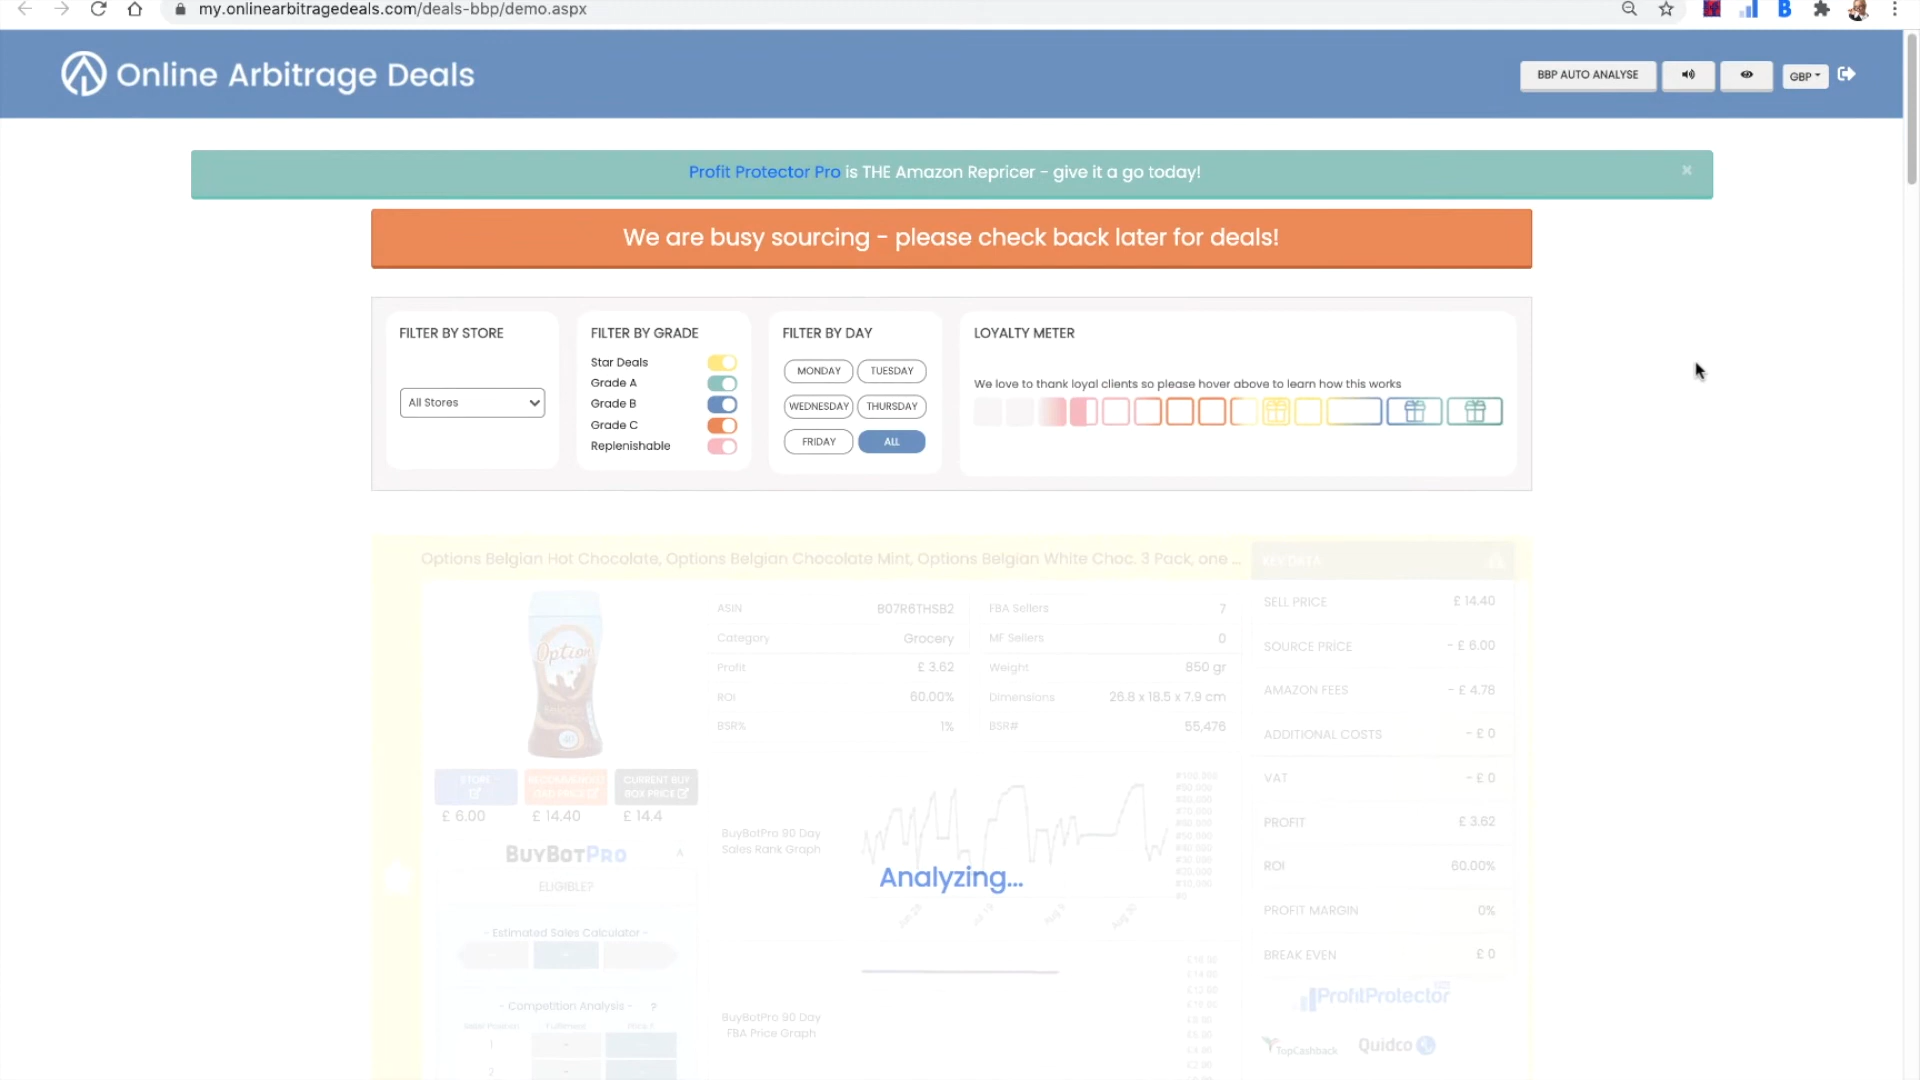 my.onlinearbitragedeals.com/deals-bbp/demo.aspx
Online Arbitrage Deals
BBP AUTO ANALYSE
GBP
Profit Protector Pro is THE Amazon Repricer - give it a go today!
×
We are busy sourcing - please check back later for deals!
FILTER BY STORE
All Stores
FILTER BY GRADE
Star Deals
Grade A
Grade B
Grade C
Replenishable
FILTER BY DAY
MONDAY TUESDAY
WEDNESDAY THURSDAY
FRIDAY ALL
LOYALTY METER
We love to thank loyal clients so please hover above to learn how this works
Options Belgian Hot Chocolate, Options Belgian Chocolate Mint, Options Belgian White Choc. 3 Pack, one ...
KEY DATA
ASIN B07R6THSB2
Category Grocery
Profit £ 3.62
ROI 60.00%
BSR% 1%
FBA Sellers 7
MF Sellers 0
Weight 850 gr
Dimensions 26.8 x 18.5 x 7.9 cm
BSR# 55,476
SELL PRICE £ 14.40
SOURCE PRICE - £ 6.00
AMAZON FEES - £ 4.78
ADDITIONAL COSTS - £ 0
VAT - £ 0
PROFIT £ 3.62
ROI 60.00%
PROFIT MARGIN 0%
BREAK EVEN £ 0
STORE
£ 6.00
£ 14.40
CURRENT BUY
BOX PRICE
£ 14.4
BUYBOTPRO
ELIGIBLE?
- Estimated Sales Calculator -
- Competition Analysis -
1
2
BuyBotPro 90 Day
Sales Rank Graph
Analyzing...
BuyBotPro 90 Day
FBA Price Graph
ProfitProtector
TopCashback
Quidco